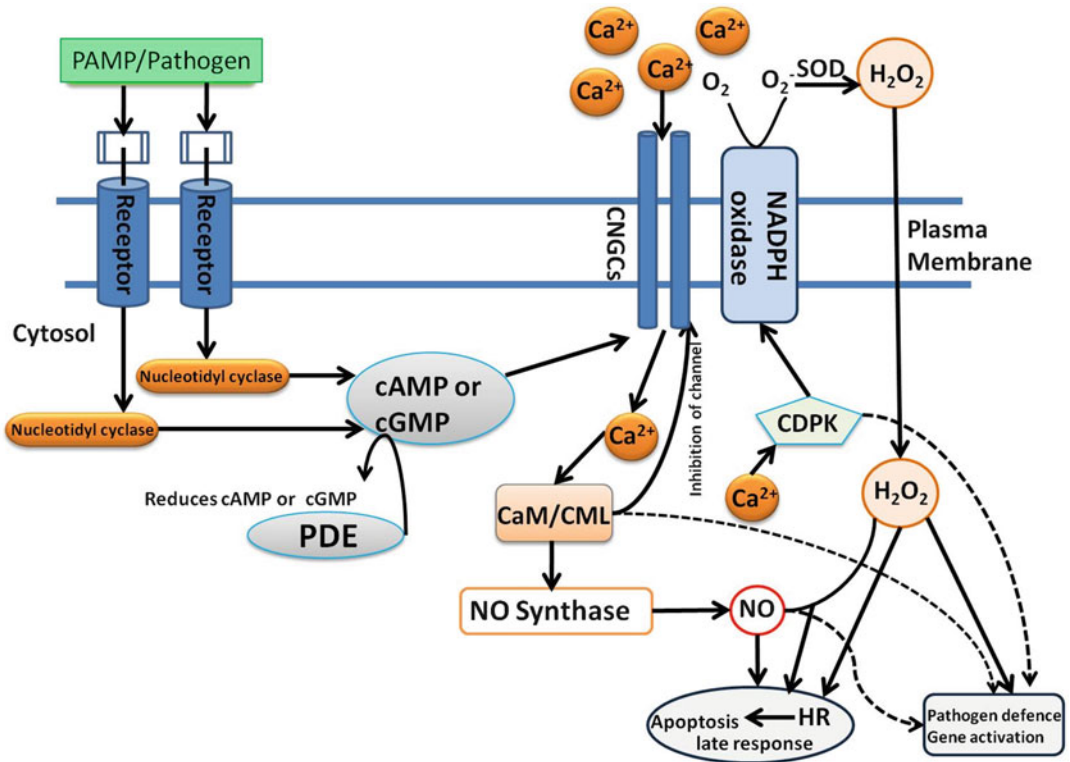 PAMP/Pathogen
Receptor
Receptor
Cytosol
Nucleotidyl cyclase
Nucleotidyl cyclase
cAMP or
cGMP
Reduces cAMP or cGMP
PDE
Ca²⁺
Ca²⁺
Ca²⁺
Ca²⁺
CNGCs
O₂
O₂-
SOD
H₂O₂
NADPH
oxidase
Plasma
Membrane
Inhibition of channel
Ca²⁺
CaM/CML
CDPK
Ca²⁺
H₂O₂
NO Synthase
NO
HR
Apoptosis
late response
Pathogen defence
Gene activation